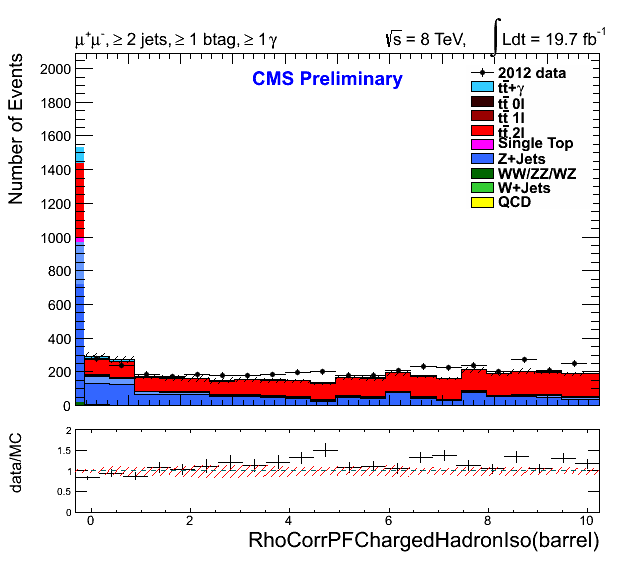 μ⁺μ⁻, ≥ 2 jets, ≥ 1 btag, ≥ 1 γ
√s = 8 TeV, ∫ Ldt = 19.7 fb⁻¹
CMS Preliminary
2012 data
tt̄+γ
tt̄ 0l
tt̄ 1l
tt̄ 2l
Single Top
Z+Jets
WW/ZZ/WZ
W+Jets
QCD
Number of Events
2000
1800
1600
1400
1200
1000
800
600
400
200
0
data/MC
2
1.5
1
0.5
0
0 2 4 6 8 10
RhoCorrPFChargedHadronIso(barrel)